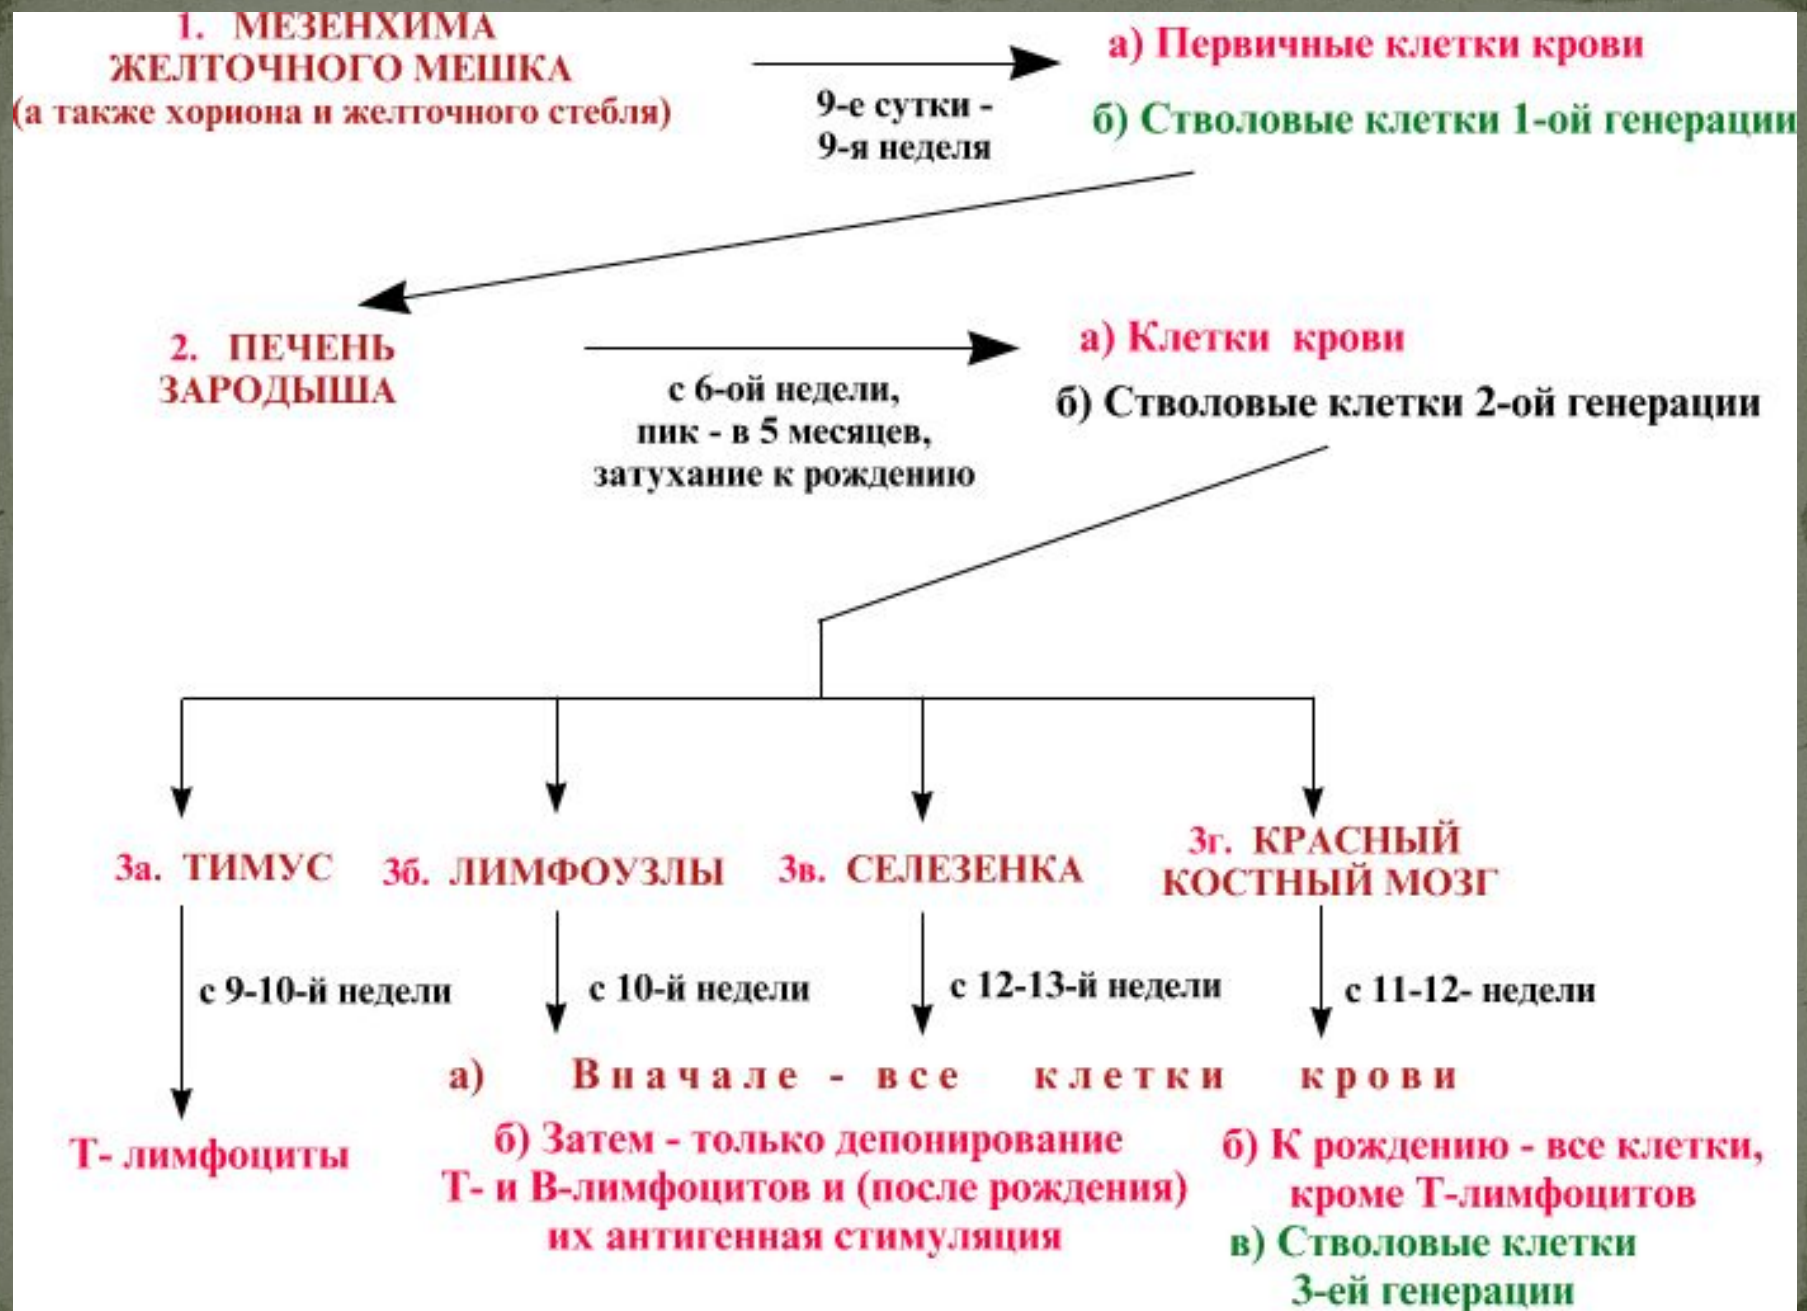 1. МЕЗЕНХИМА
ЖЕЛТОЧНОГО МЕШКА
(а также хориона и желточного стебля)
9-е сутки -
9-я неделя
а) Первичные клетки крови
б) Стволовые клетки 1-ой генерации
2. ПЕЧЕНЬ
ЗАРОДЫША
с 6-ой недели,
пик - в 5 месяцев,
затухание к рождению
а) Клетки крови
б) Стволовые клетки 2-ой генерации
3а. ТИМУС
3б. ЛИМФОУЗЛЫ
3в. СЕЛЕЗЕНКА
3г. КРАСНЫЙ
КОСТНЫЙ МОЗГ
с 9-10-й недели
с 10-й недели
с 12-13-й недели
с 11-12- недели
а) Вначале - все клетки крови
Т- лимфоциты
б) Затем - только депонирование
Т- и В-лимфоцитов и (после рождения)
их антигенная стимуляция
б) К рождению - все клетки,
кроме Т-лимфоцитов
в) Стволовые клетки
3-ей генерации